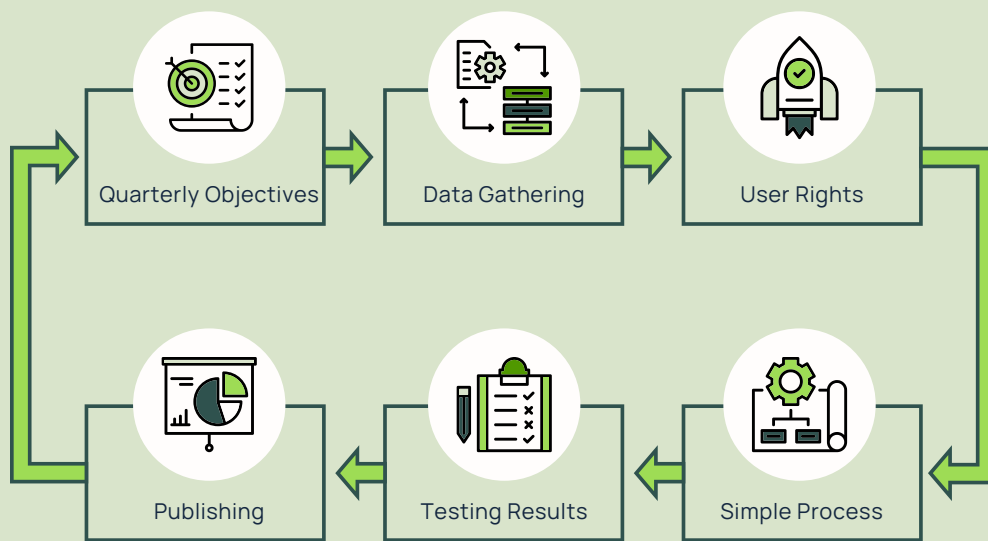 Quarterly Objectives
Data Gathering
User Rights
Publishing
Testing Results
Simple Process